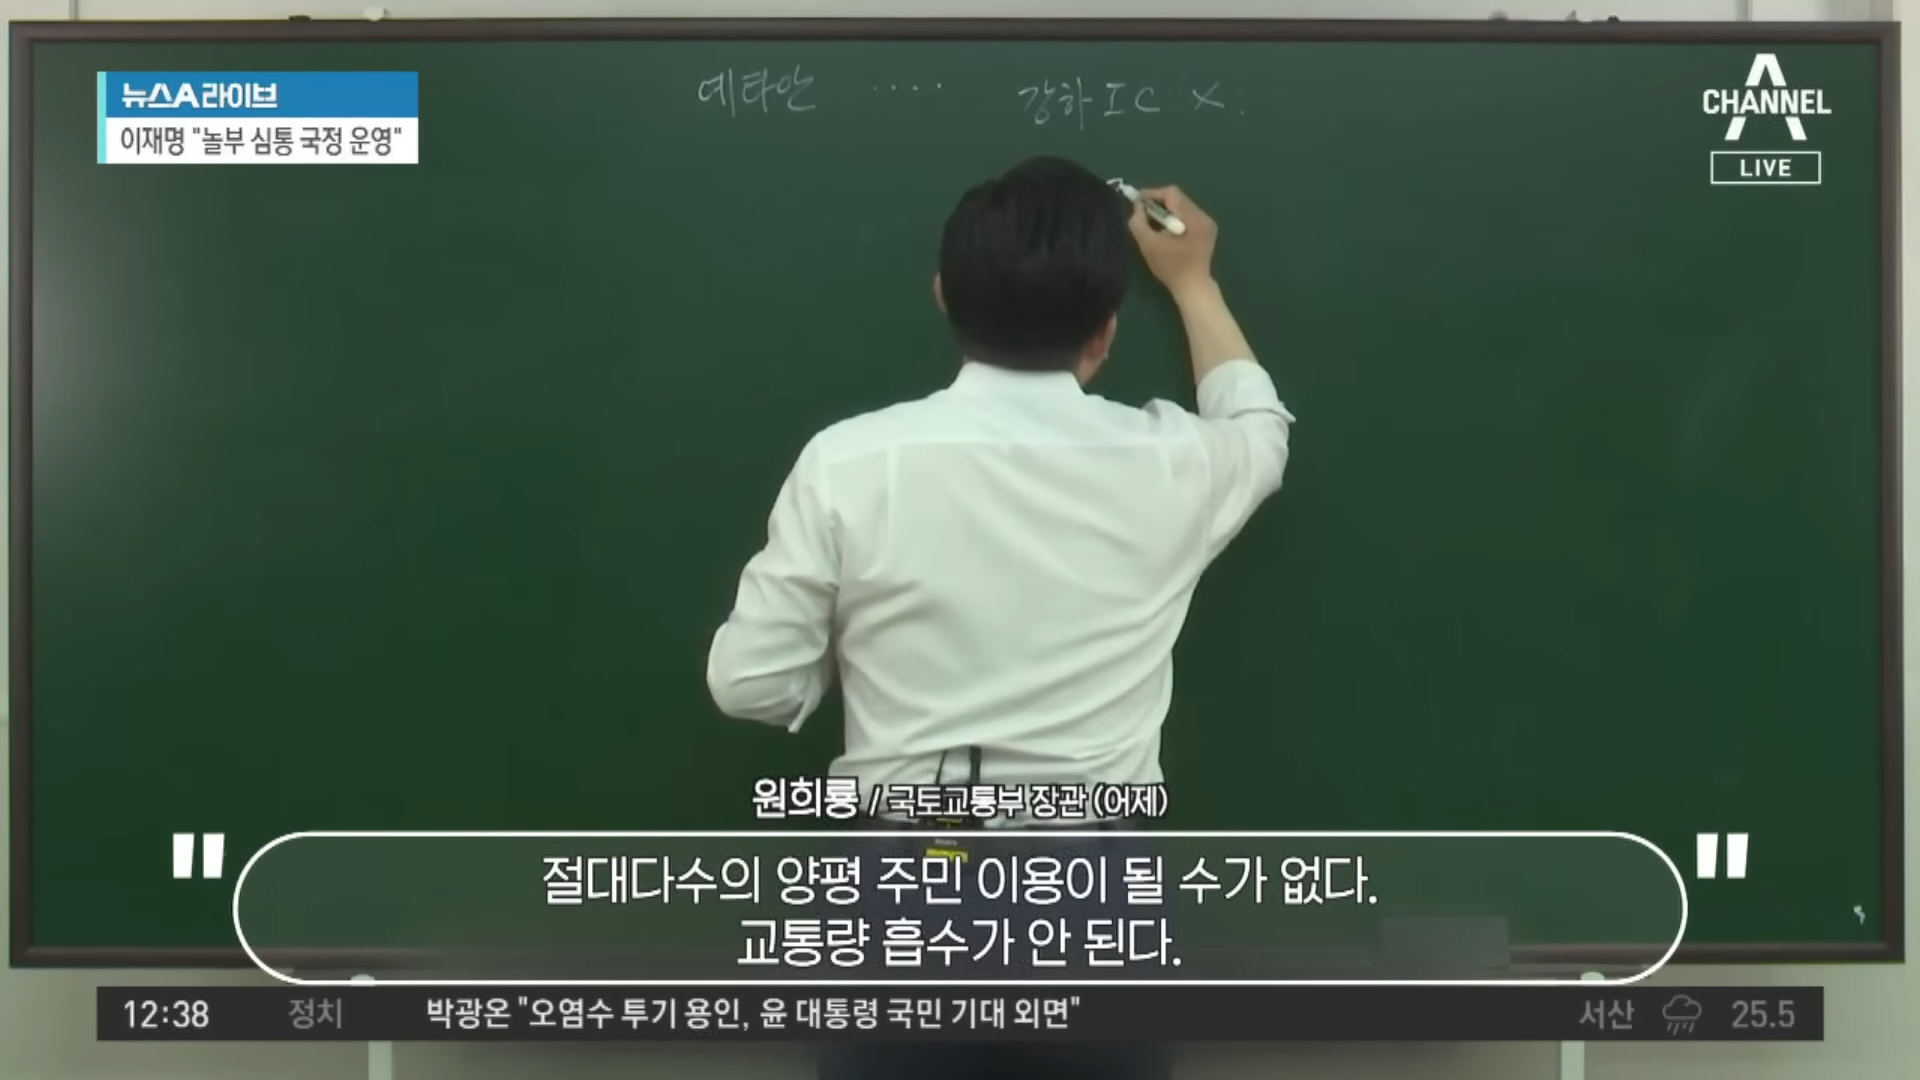 예타안 .... 강하IC X.
뉴스A 라이브
이재명 "놀부 심통 국정 운영"
CHANNEL A
LIVE
원희룡 / 국토교통부 장관 (어제)
"절대다수의 양평 주민 이용이 될 수가 없다.
교통량 흡수가 안 된다."
12:38 정치 박광온 "오염수 투기 용인, 윤 대통령 국민 기대 외면" 서산 25.5